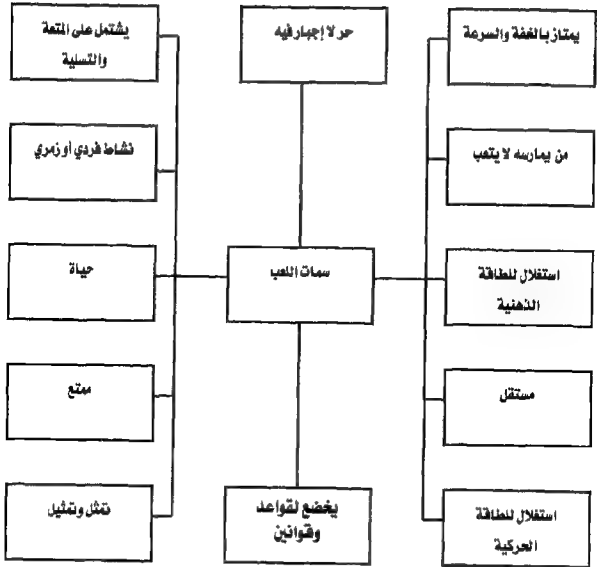 يمتاز بالخفة والسرعة
حر لا إجبار فيه
يشتمل على المتعة
والتسلية
من يمارسه لا يتعب
نشاط فردي أو زمري
استغلال للطاقة
الذهنية
سمات اللعب
حياة
مستقل
ممتع
استغلال للطاقة
الحركية
يخضع لقواعد
وقوانين
تمثل وتمثيل